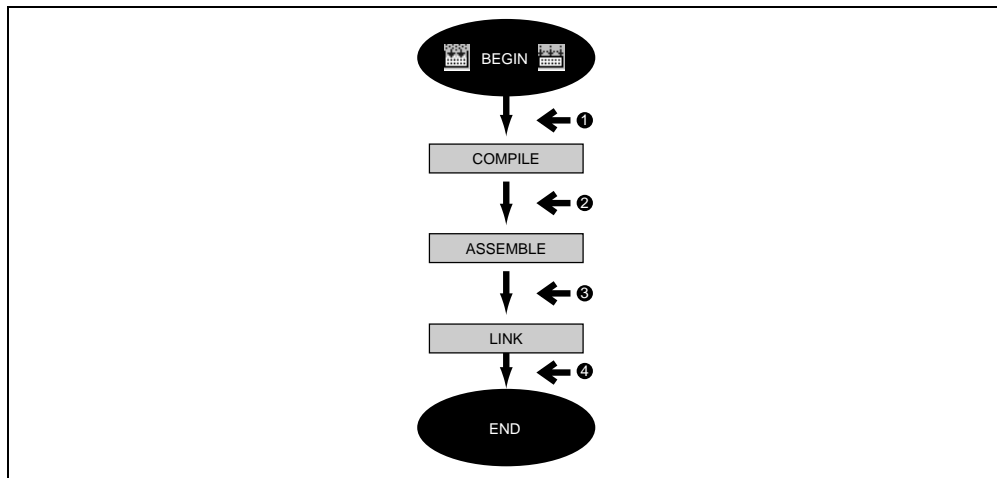 BEGIN
❶
COMPILE
❷
ASSEMBLE
❸
LINK
❹
END